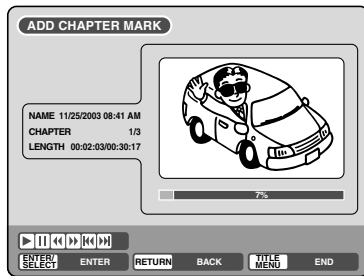 ADD CHAPTER MARK
NAME 11/25/2003 08:41 AM
CHAPTER 1/3
LENGTH 00:02:03/00:30:17
7%
ENTER/SELECT ENTER RETURN BACK TITLE MENU END